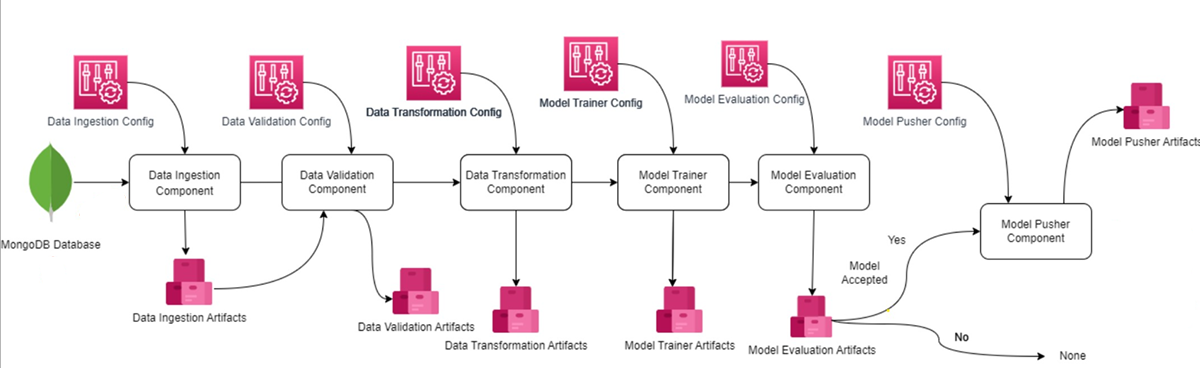 Data Ingestion Config
Data Validation Config
Data Transformation Config
Model Trainer Config
Model Evaluation Config
Model Pusher Config
Model Pusher Artifacts
MongoDB Database
Data Ingestion
Component
Data Validation
Component
Data Transformation
Component
Model Trainer
Component
Model Evaluation
Component
Model Pusher
Component
Yes
Model
Accepted
No
None
Data Ingestion Artifacts
Data Validation Artifacts
Data Transformation Artifacts
Model Trainer Artifacts
Model Evaluation Artifacts